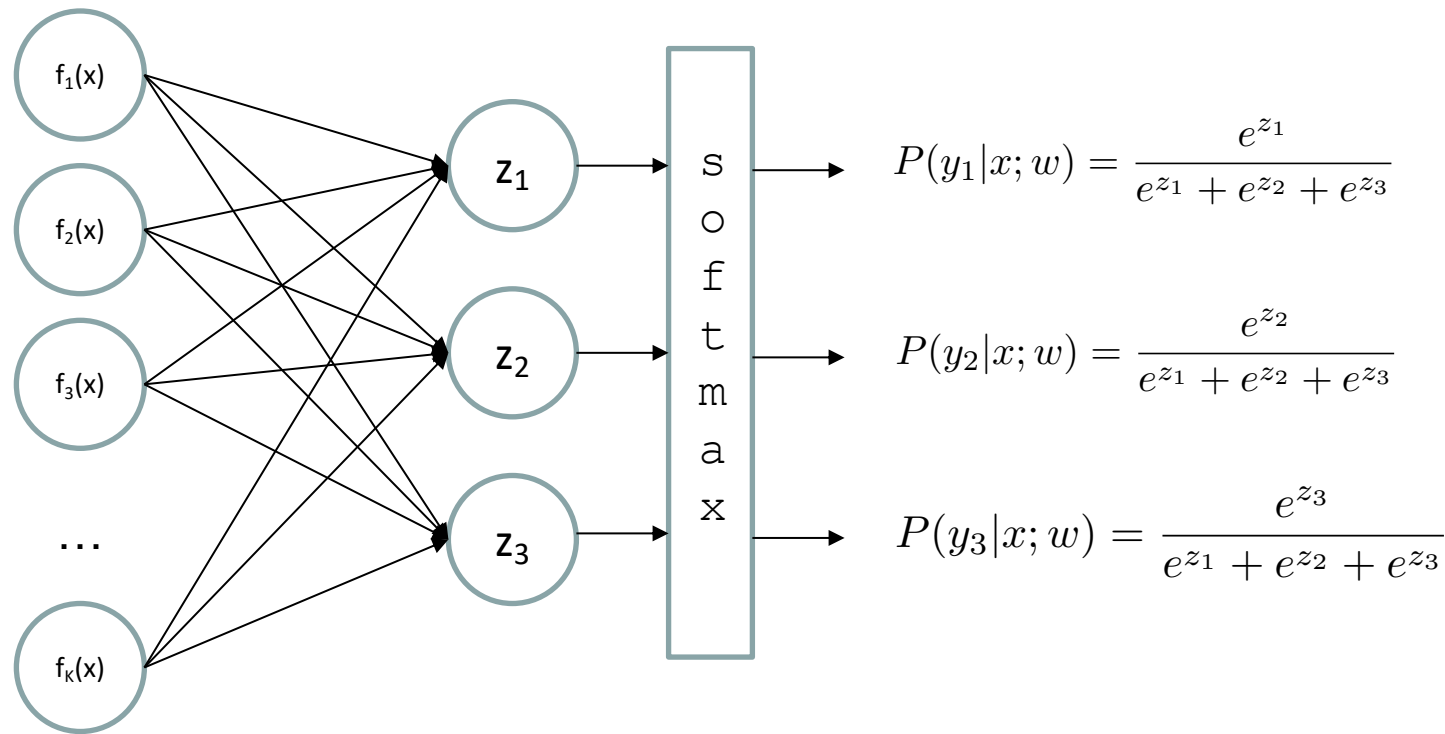 f₁(x)
f₂(x)
f₃(x)
...
f_K(x)
z₁
z₂
z₃
s
o
f
t
m
a
x
P(y₁|x; w) = e^{z₁} / (e^{z₁} + e^{z₂} + e^{z₃})
P(y₂|x; w) = e^{z₂} / (e^{z₁} + e^{z₂} + e^{z₃})
P(y₃|x; w) = e^{z₃} / (e^{z₁} + e^{z₂} + e^{z₃})